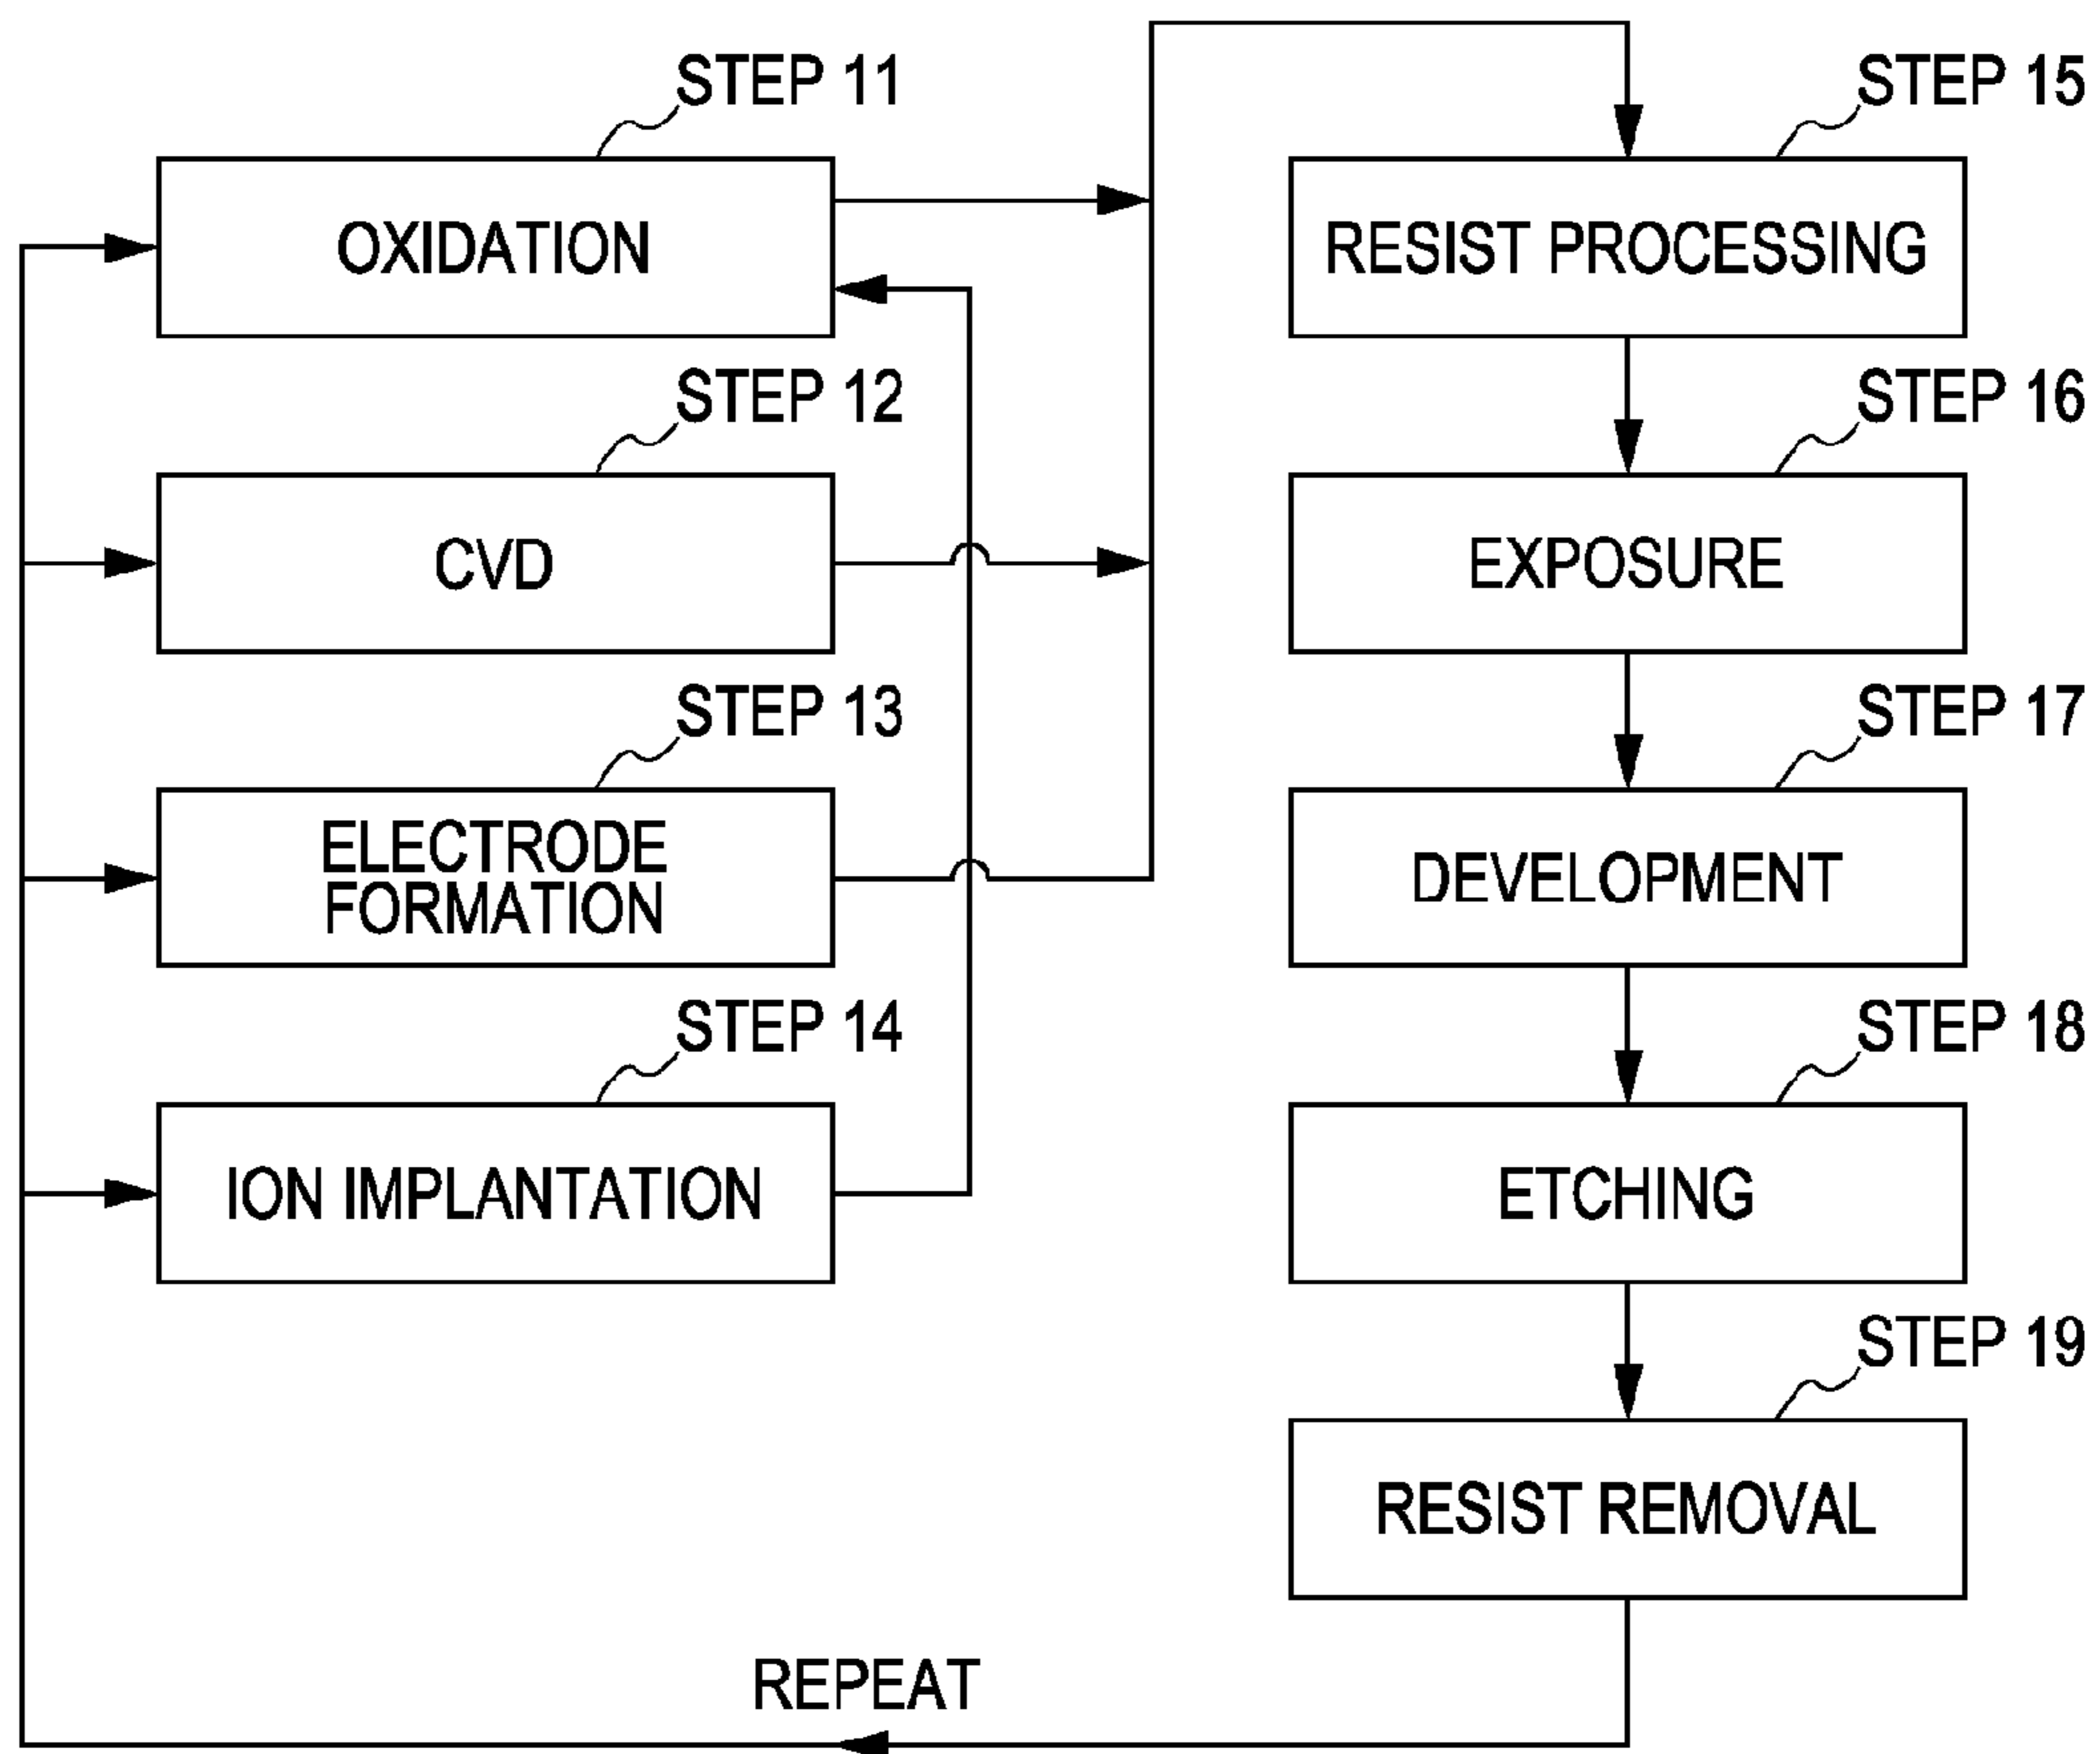 STEP 11
OXIDATION
STEP 12
CVD
STEP 13
ELECTRODE
FORMATION
STEP 14
ION IMPLANTATION
STEP 15
RESIST PROCESSING
STEP 16
EXPOSURE
STEP 17
DEVELOPMENT
STEP 18
ETCHING
STEP 19
RESIST REMOVAL
REPEAT